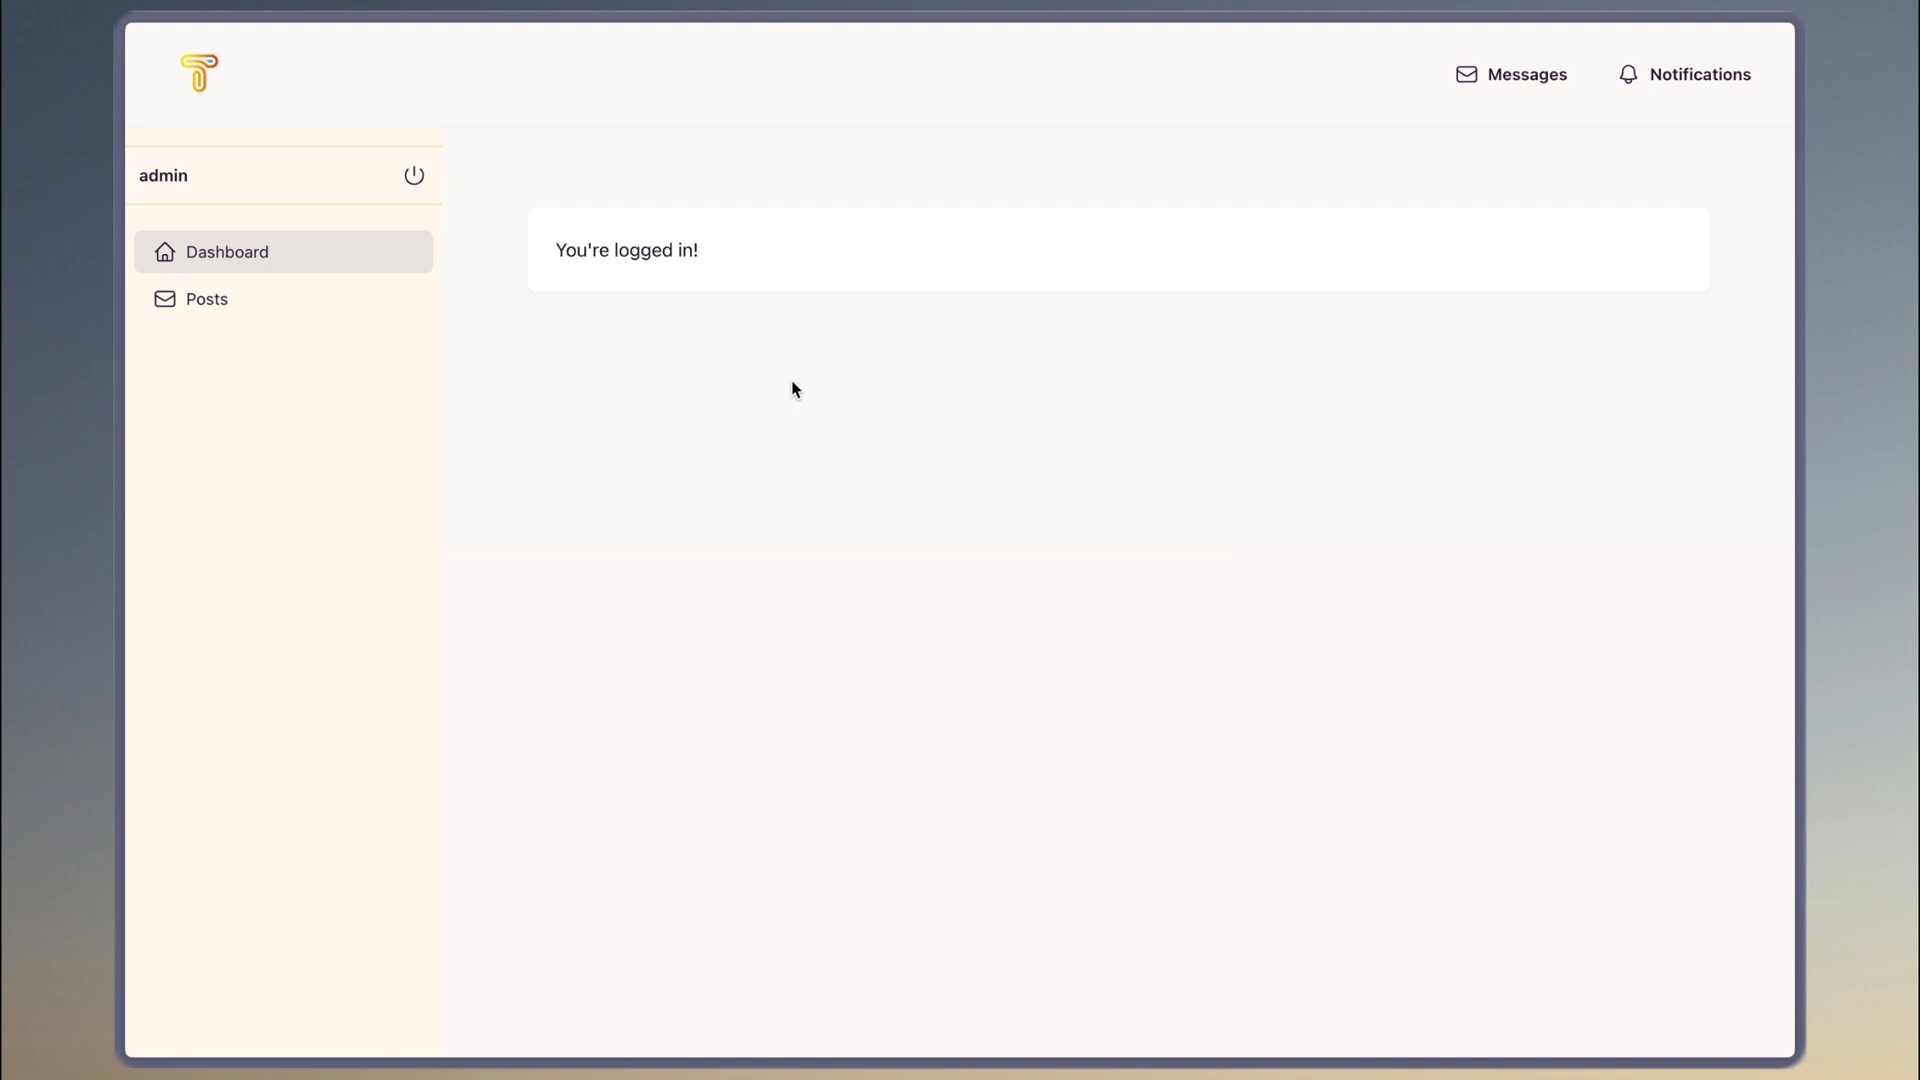 Messages
Notifications
admin
Dashboard
Posts
You're logged in!